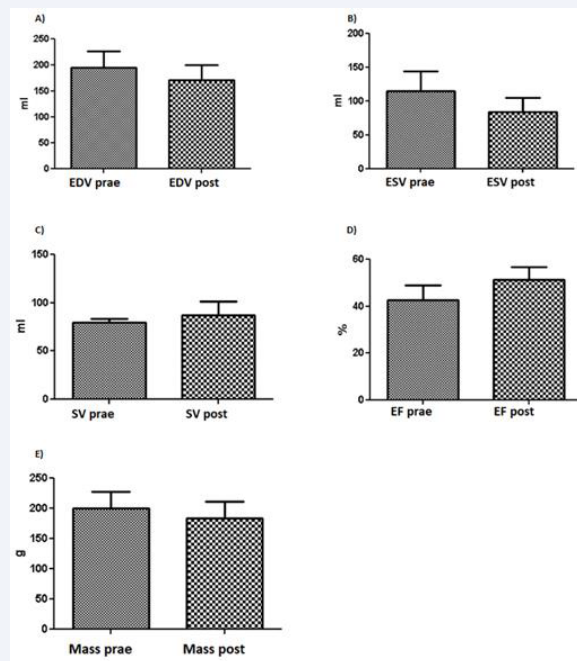 A)
250
200
150
100
50
0
ml
EDV prae EDV post
B)
200
150
100
50
0
ml
ESV prae ESV post
C)
150
100
50
0
ml
SV prae SV post
D)
60
40
20
0
%
EF prae EF post
E)
250
200
150
100
50
0
g
Mass prae Mass post